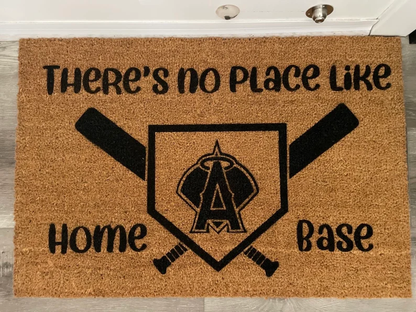 There's no place like
A
Home Base